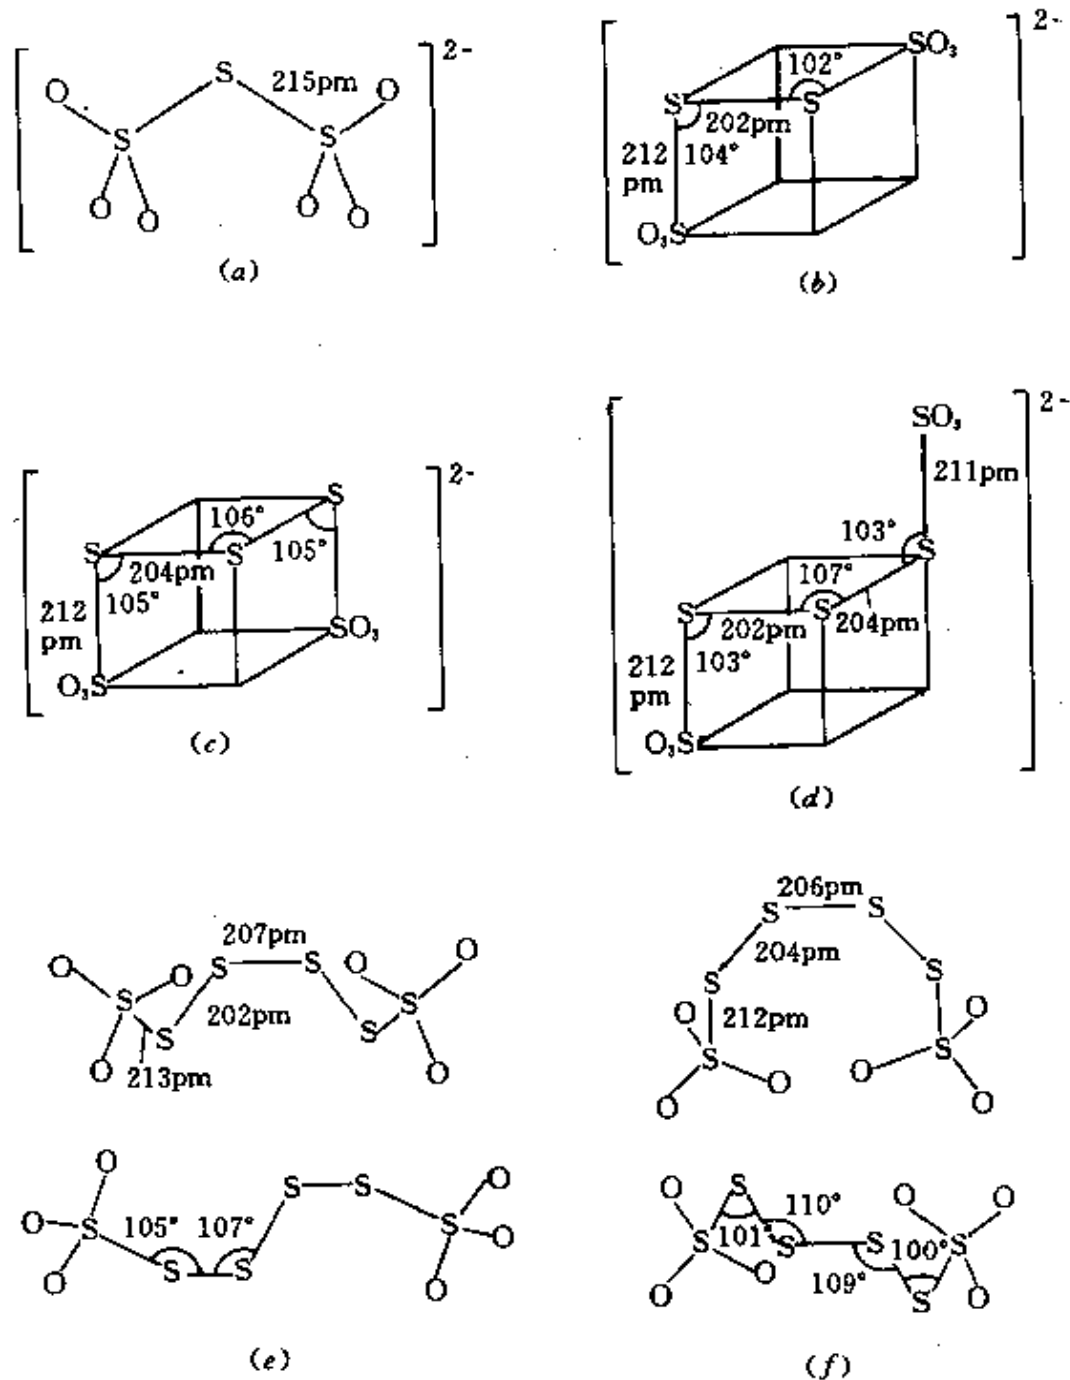 2-
S
215pm
O
O
S
S
O
O
O
O
(a)
2-
SO₃
102°
S
S
202pm
212
pm
104°
O₃S
(b)
2-
S
106°
S
S
105°
204pm
105°
212
pm
SO₃
O₃S
(c)
2-
SO₃
211pm
103°
S
107°
S
S
202pm
204pm
103°
212
pm
O₃S
(d)
207pm
O
O
S
S
O
O
S
S
202pm
S
S
O
213pm
O
206pm
S
S
204pm
S
S
212pm
O
O
S
S
O
O
O
O
O
S
S
O
O
S
105°
107°
S
O
O
S
S
O
O
(e)
S
O
O
O
110°
S
101°
S
S
100°
S
O
109°
O
S
O
(f)